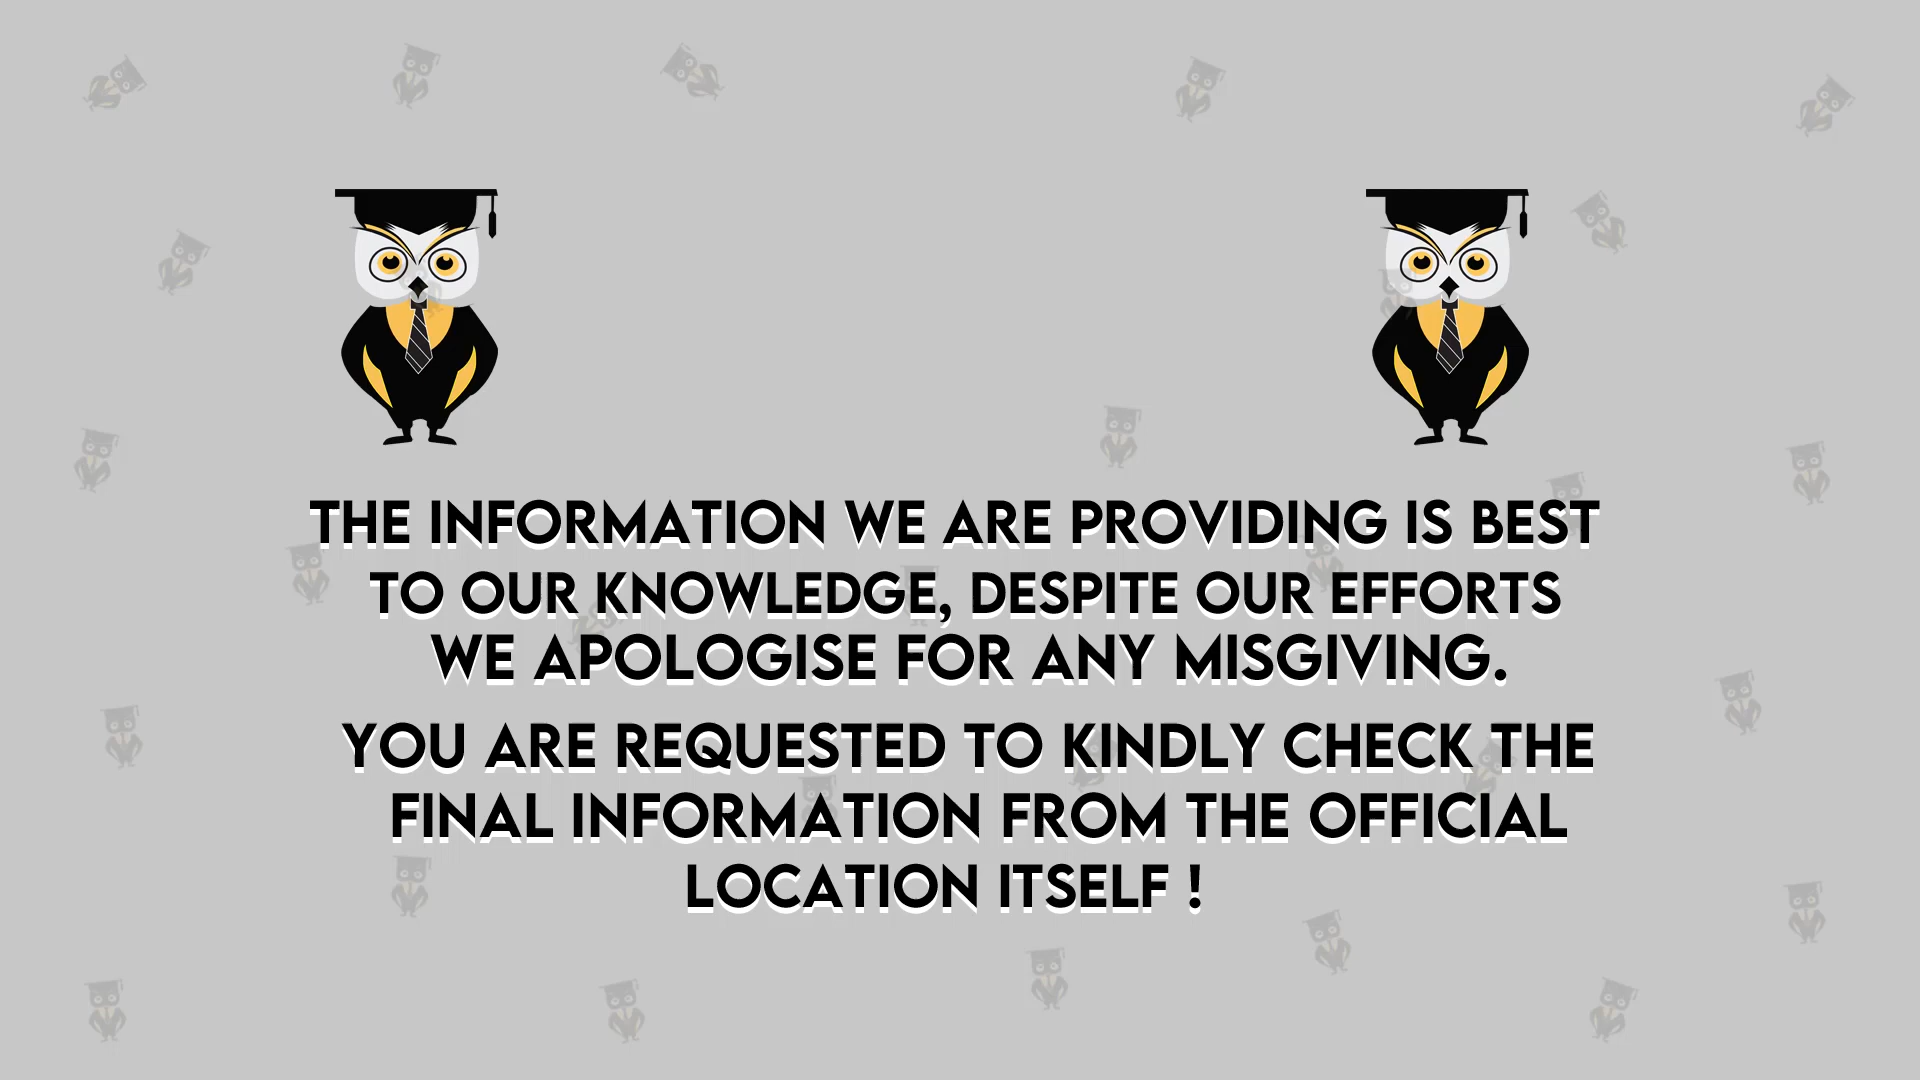 THE INFORMATION WE ARE PROVIDING IS BEST
TO OUR KNOWLEDGE, DESPITE OUR EFFORTS
WE APOLOGISE FOR ANY MISGIVING.
YOU ARE REQUESTED TO KINDLY CHECK THE
FINAL INFORMATION FROM THE OFFICIAL
LOCATION ITSELF !